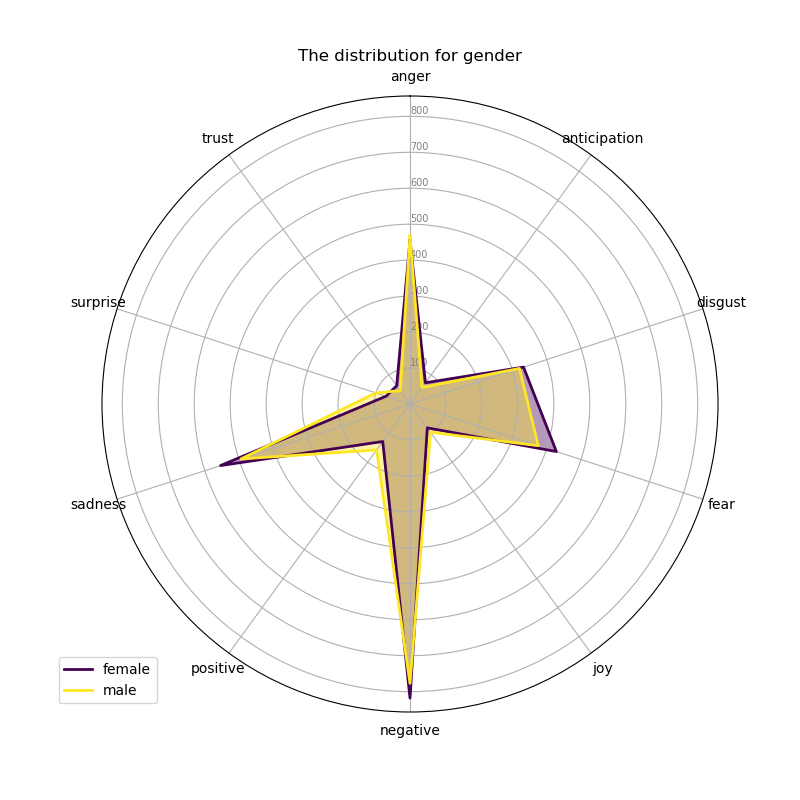 The distribution for gender
anger
800
trust
anticipation
700
600
500
400
surprise
300
disgust
200
100
sadness
fear
positive
joy
female
male
negative